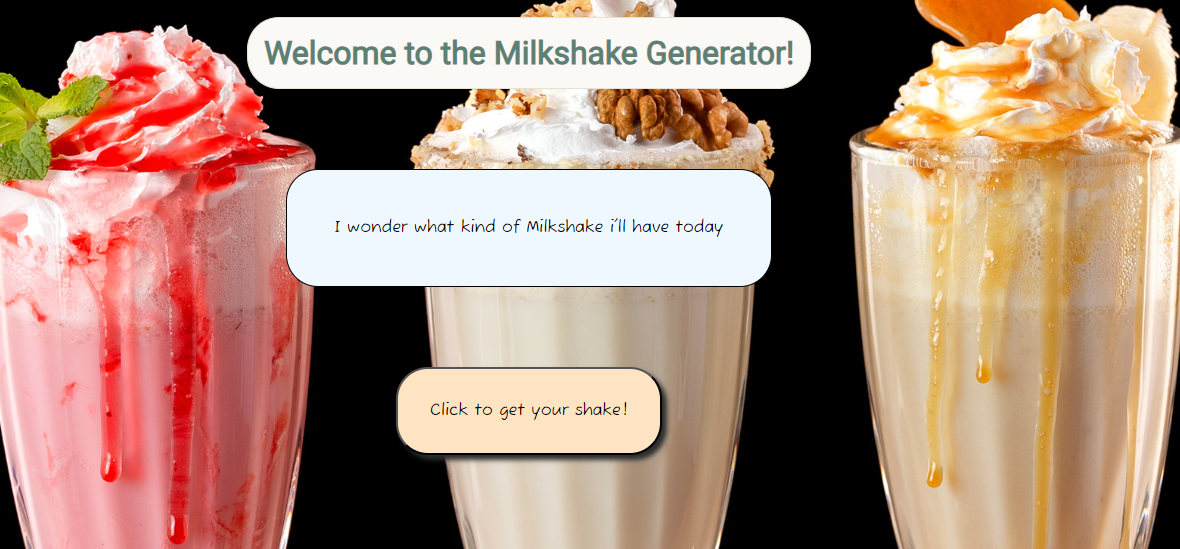 Welcome to the Milkshake Generator!
I wonder what kind of Milkshake i'll have today
Click to get your shake!